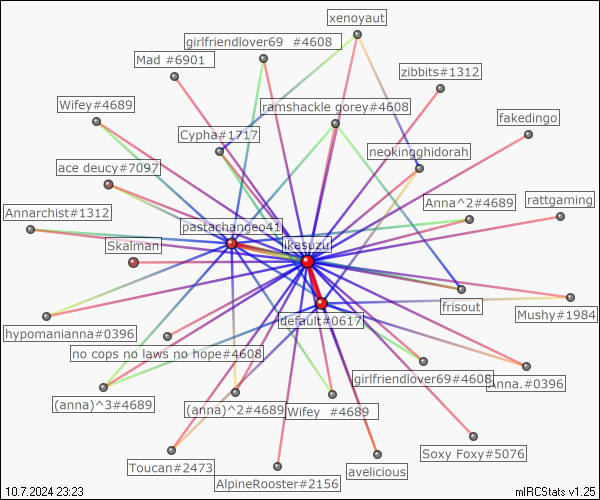 xenoyaut
girlfriendlover69 #4608
Mad #6901
zibbits#1312
Wifey#4689
ramshackle gorey#4608
fakedingo
Cypha#1717
neokingghidorah
ace deucy#7097
Anna^2#4689
rattgaming
Annarchist#1312
pastachangeo41
Skalman
likasuzu
hypomanianna#0396
default#0617
frisout
Mushy#1984
no cops no laws no hope#4608
girlfriendlover69#4608
Anna.#0396
(anna)^3#4689
(anna)^2#4689
Wifey #4689
Toucan#2473
AlpineRooster#2156
avelicious
Soxy Foxy#5076
10.7.2024 23:23
mIRCStats v1.25